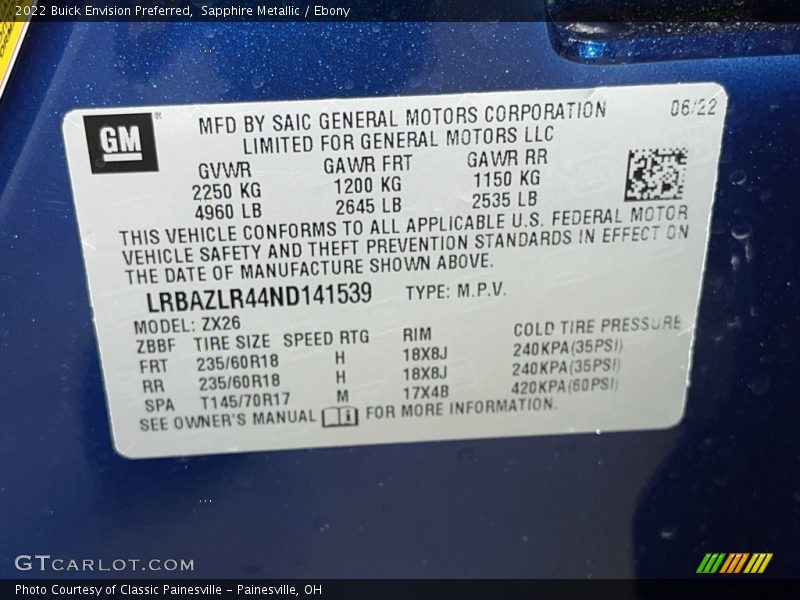 2022 Buick Envision Preferred, Sapphire Metallic / Ebony
GM ®
MFD BY SAIC GENERAL MOTORS CORPORATION 06/22
LIMITED FOR GENERAL MOTORS LLC
GVWR GAWR FRT GAWR RR
2250 KG 1200 KG 1150 KG
4960 LB 2645 LB 2535 LB
THIS VEHICLE CONFORMS TO ALL APPLICABLE U.S. FEDERAL MOTOR
VEHICLE SAFETY AND THEFT PREVENTION STANDARDS IN EFFECT ON
THE DATE OF MANUFACTURE SHOWN ABOVE.
LRBAZLR44ND141539 TYPE: M.P.V.
MODEL: ZX26
ZBBF TIRE SIZE SPEED RTG RIM COLD TIRE PRESSURE
FRT 235/60R18 H 18X8J 240KPA(35PSI)
RR 235/60R18 H 18X8J 240KPA(35PSI)
SPA T145/70R17 M 17X4B 420KPA(60PSI)
SEE OWNER'S MANUAL FOR MORE INFORMATION.
GTCARLOT.COM
Photo Courtesy of Classic Painesville - Painesville, OH